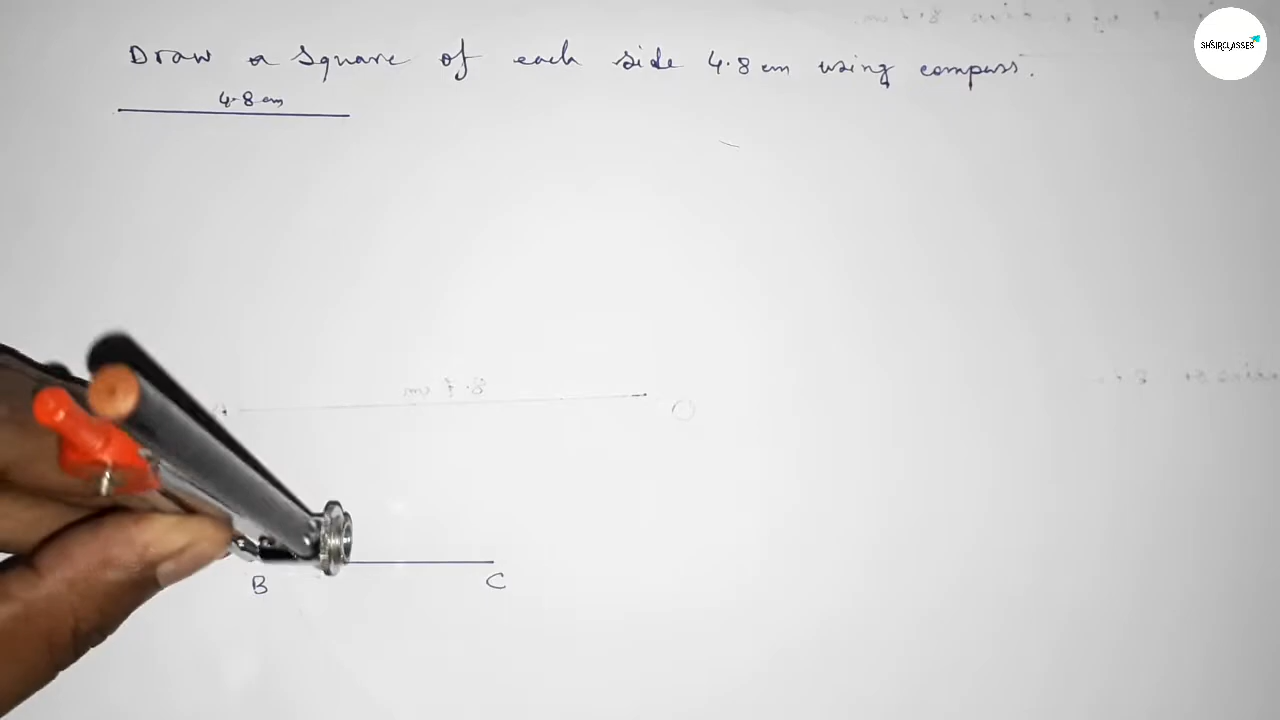 SHSIRCLASSES
Draw a square of each side 4.8 cm using compass.
4.8 cm
B
C